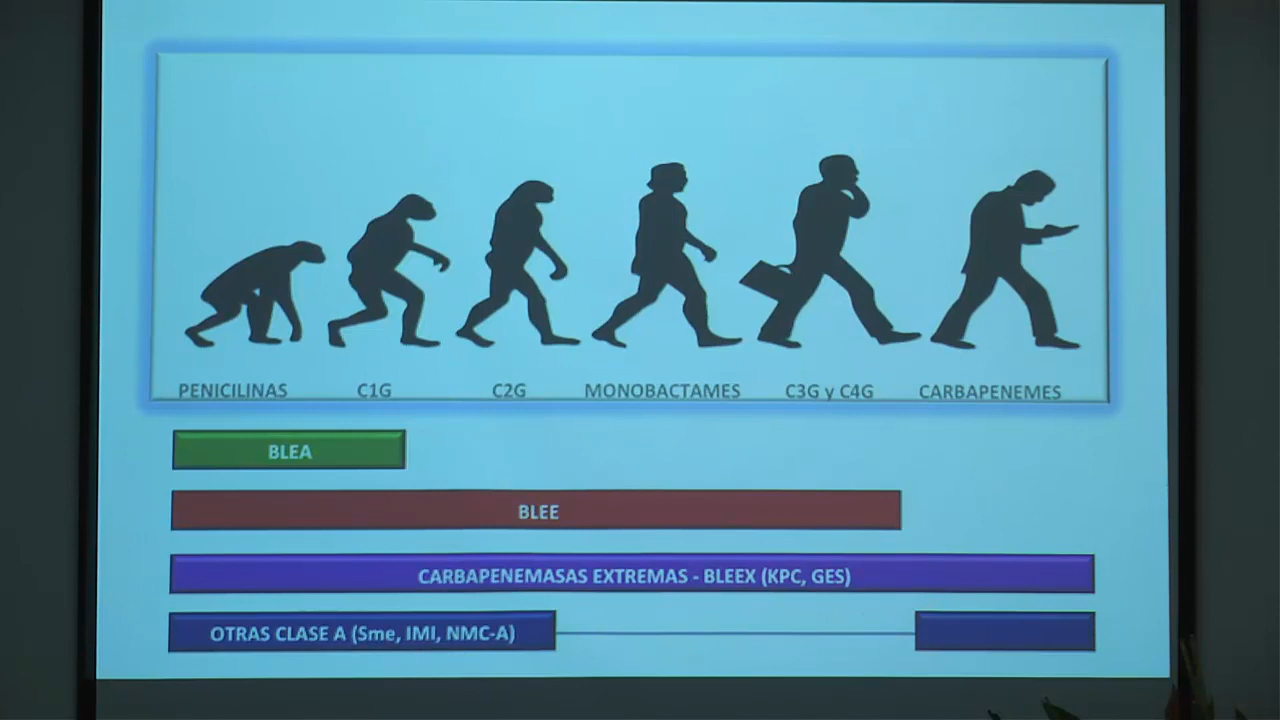 PENICILINAS C1G C2G MONOBACTAMES C3G y C4G CARBAPENEMES
BLEA
BLEE
CARBAPENEMASAS EXTREMAS - BLEEX (KPC, GES)
OTRAS CLASE A (Sme, IMI, NMC-A)